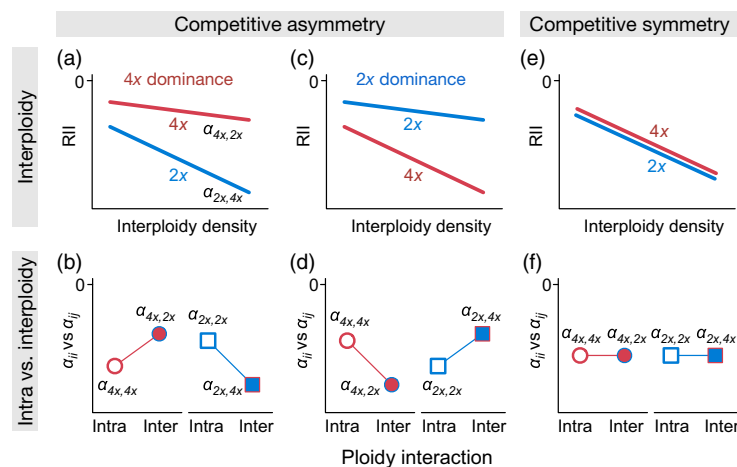 Competitive asymmetry
Competitive symmetry
Interploidy
(a)
0
4x dominance
4x
α4x,2x
2x
α2x,4x
RII
Interploidy density
(c)
0
2x dominance
2x
4x
RII
Interploidy density
(e)
0
4x
2x
RII
Interploidy density
Intra vs. interploidy
(b)
0
α4x,2x
α2x,2x
α4x,4x
α2x,4x
αii vs αij
Intra Inter Intra Inter
(d)
0
α4x,4x
α2x,4x
α4x,2x
α2x,2x
αii vs αij
Intra Inter Intra Inter
(f)
0
α4x,4x α4x,2x α2x,2x α2x,4x
αii vs αij
Intra Inter Intra Inter
Ploidy interaction